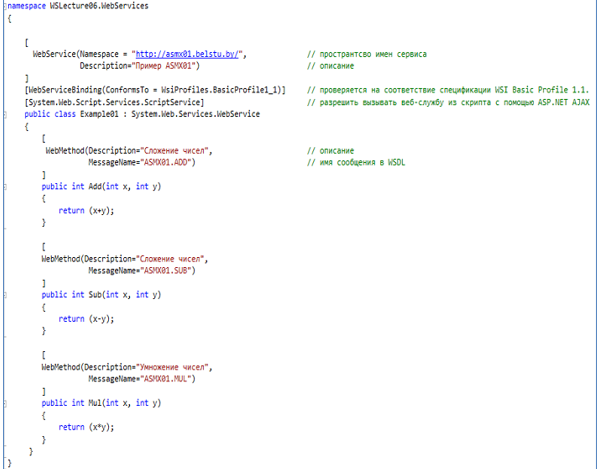 namespace WSLecture06.WebServices
{
[
WebService(Namespace = "http://asmx01.belstu.by/", // пространтсво имен сервиса
Description="Пример ASMX01") // описание
]
[WebServiceBinding(ConformsTo = WsiProfiles.BasicProfile1_1)] // проверяется на соответствие спецификации WSI Basic Profile 1.1.
[System.Web.Script.Services.ScriptService] // разрешить вызывать веб-службу из скрипта с помощью ASP.NET AJAX
public class Example01 : System.Web.Services.WebService
{
[
WebMethod(Description="Сложение чисел", // описание
MessageName="ASMX01.ADD") // имя сообщения в WSDL
]
public int Add(int x, int y)
{
return (x+y);
}
[
WebMethod(Description="Сложение чисел",
MessageName="ASMX01.SUB")
]
public int Sub(int x, int y)
{
return (x-y);
}
[
WebMethod(Description="Умножение чисел",
MessageName="ASMX01.MUL")
]
public int Mul(int x, int y)
{
return (x*y);
}
}
}